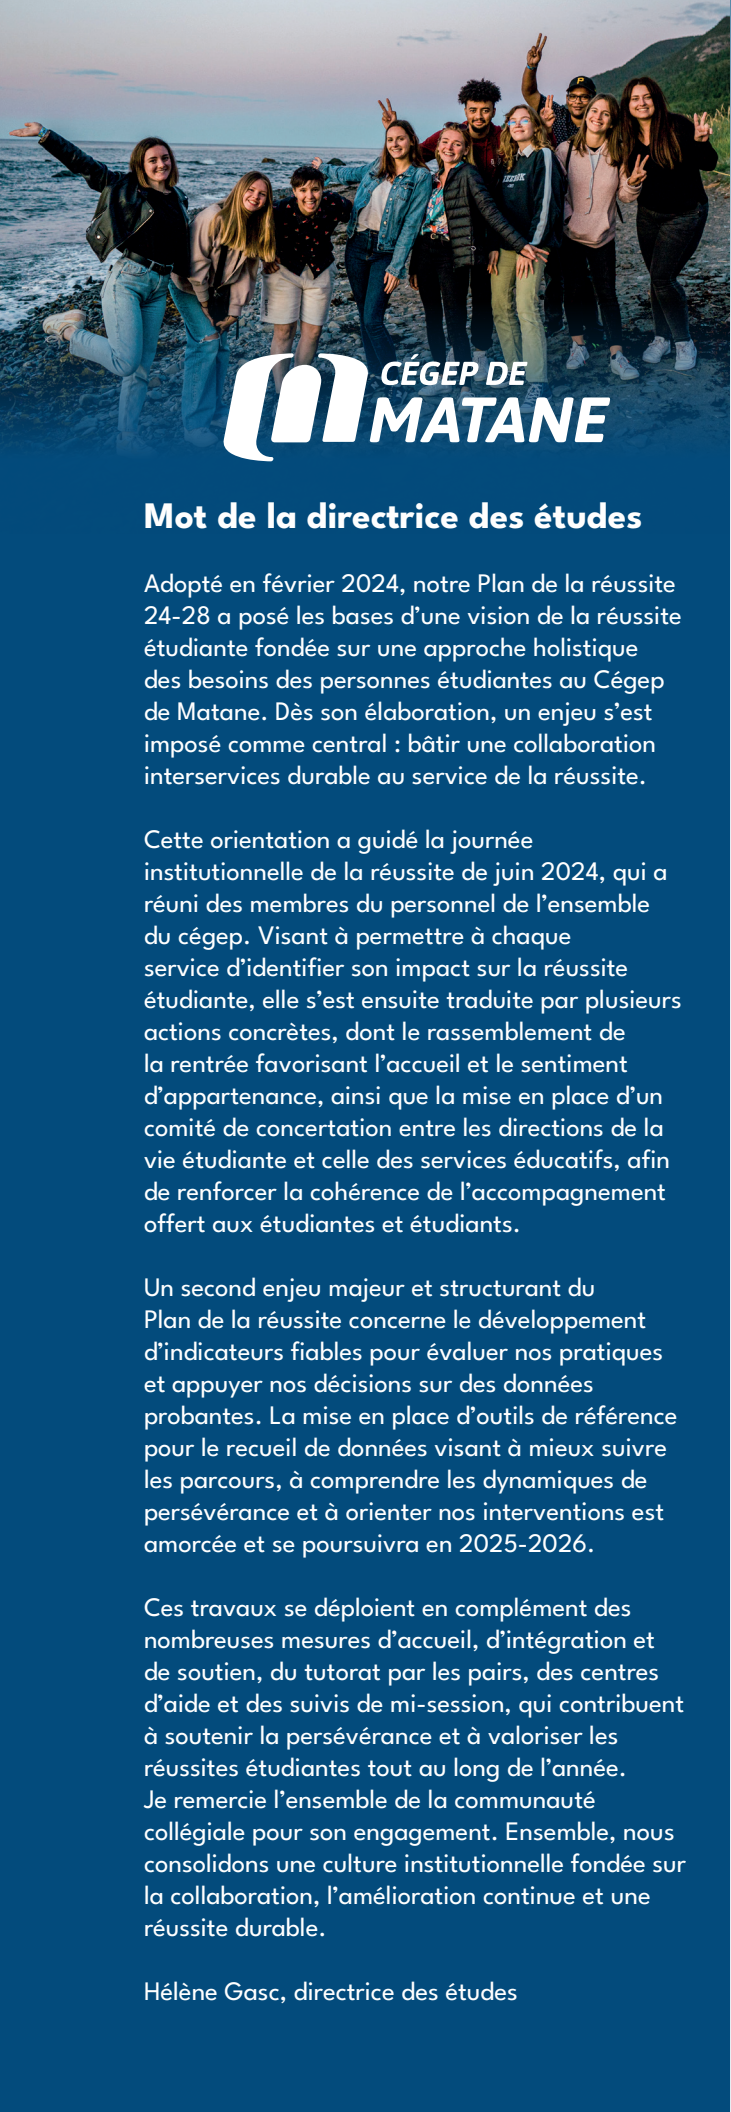 CÉGEP DE
MATANE
Mot de la directrice des études
Adopté en février 2024, notre Plan de la réussite
24-28 a posé les bases d’une vision de la réussite
étudiante fondée sur une approche holistique
des besoins des personnes étudiantes au Cégep
de Matane. Dès son élaboration, un enjeu s’est
imposé comme central : bâtir une collaboration
interservices durable au service de la réussite.
Cette orientation a guidé la journée
institutionnelle de la réussite de juin 2024, qui a
réuni des membres du personnel de l’ensemble
du cégep. Visant à permettre à chaque
service d’identifier son impact sur la réussite
étudiante, elle s’est ensuite traduite par plusieurs
actions concrètes, dont le rassemblement de
la rentrée favorisant l’accueil et le sentiment
d’appartenance, ainsi que la mise en place d’un
comité de concertation entre les directions de la
vie étudiante et celle des services éducatifs, afin
de renforcer la cohérence de l’accompagnement
offert aux étudiantes et étudiants.
Un second enjeu majeur et structurant du
Plan de la réussite concerne le développement
d’indicateurs fiables pour évaluer nos pratiques
et appuyer nos décisions sur des données
probantes. La mise en place d’outils de référence
pour le recueil de données visant à mieux suivre
les parcours, à comprendre les dynamiques de
persévérance et à orienter nos interventions est
amorcée et se poursuivra en 2025-2026.
Ces travaux se déploient en complément des
nombreuses mesures d’accueil, d’intégration et
de soutien, du tutorat par les pairs, des centres
d’aide et des suivis de mi-session, qui contribuent
à soutenir la persévérance et à valoriser les
réussites étudiantes tout au long de l’année.
Je remercie l’ensemble de la communauté
collégiale pour son engagement. Ensemble, nous
consolidons une culture institutionnelle fondée sur
la collaboration, l’amélioration continue et une
réussite durable.
Hélène Gasc, directrice des études